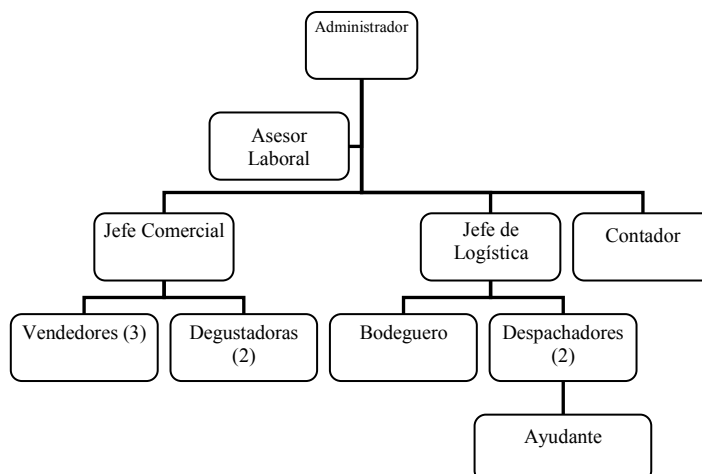 Administrador
Asesor
Laboral
Jefe Comercial
Jefe de
Logística
Contador
Vendedores (3)
Degustadoras
(2)
Bodeguero
Despachadores
(2)
Ayudante